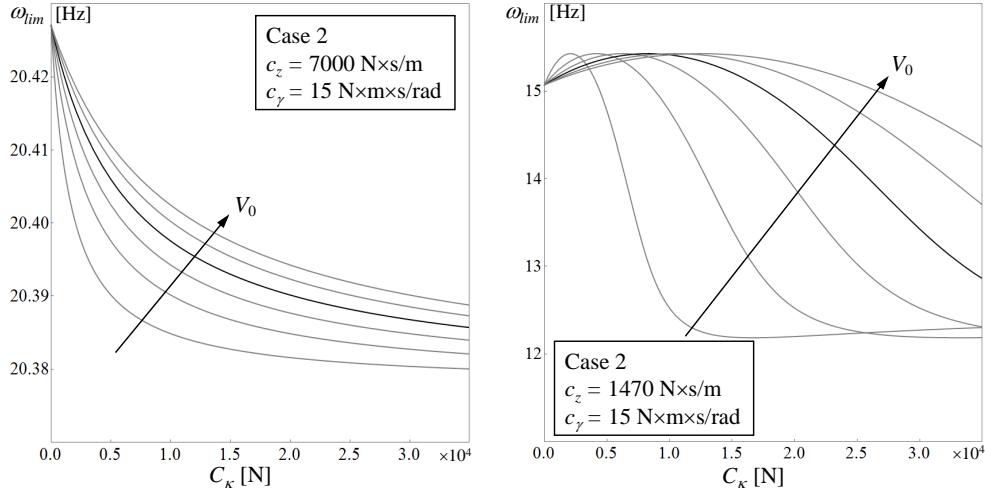 ω_lim [Hz]
Case 2
c_z = 7000 N×s/m
c_γ = 15 N×m×s/rad
20.42
20.41
20.40
20.39
20.38
V_0
0.0 0.5 1.0 1.5 2.0 2.5 3.0 ×10^4
C_κ [N]
ω_lim [Hz]
15
14
13
12
V_0
Case 2
c_z = 1470 N×s/m
c_γ = 15 N×m×s/rad
0.0 0.5 1.0 1.5 2.0 2.5 3.0 ×10^4
C_κ [N]